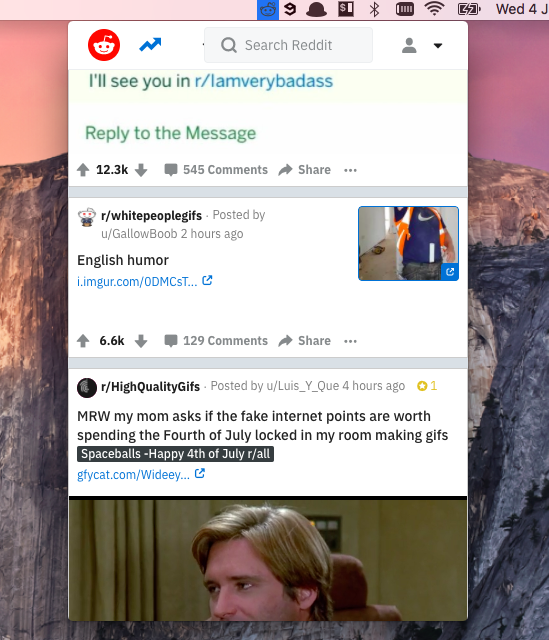 Wed 4 J
Search Reddit
I'll see you in r/Iamverybadass
Reply to the Message
12.3k 545 Comments Share
r/whitepeoplegifs · Posted by
u/GallowBoob 2 hours ago
English humor
i.imgur.com/0DMCsT...
6.6k 129 Comments Share
r/HighQualityGifs · Posted by u/Luis_Y_Que 4 hours ago 1
MRW my mom asks if the fake internet points are worth
spending the Fourth of July locked in my room making gifs
Spaceballs -Happy 4th of July r/all
gfycat.com/Wideey...